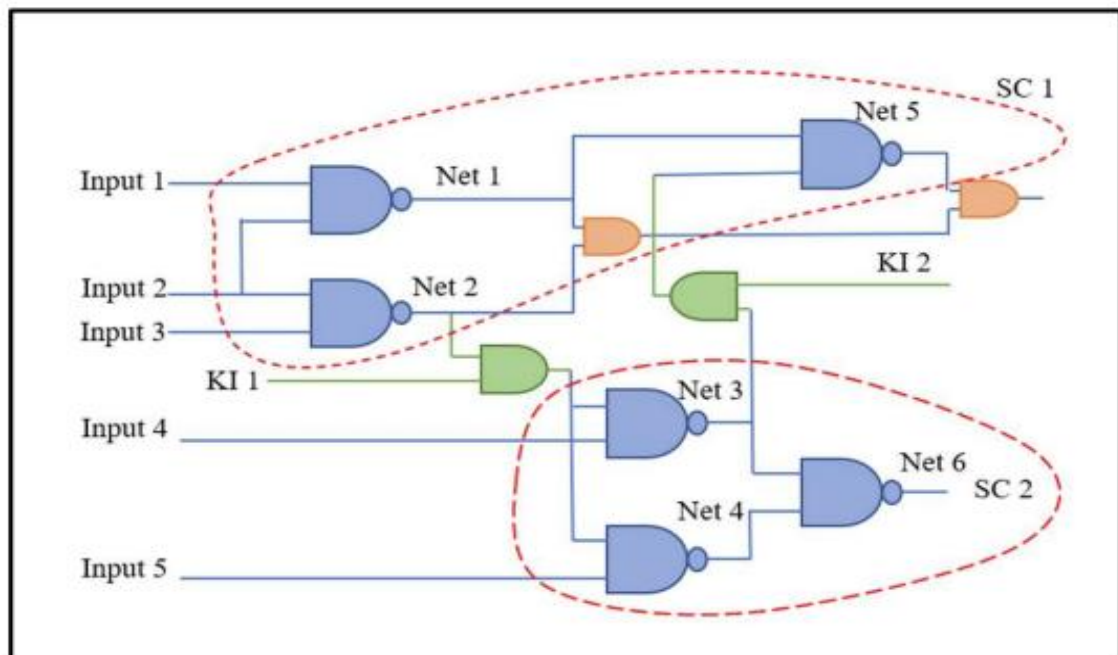 SC 1
Net 5
Input 1
Net 1
KI 2
Input 2
Net 2
Input 3
KI 1
Net 3
Input 4
Net 6
SC 2
Net 4
Input 5